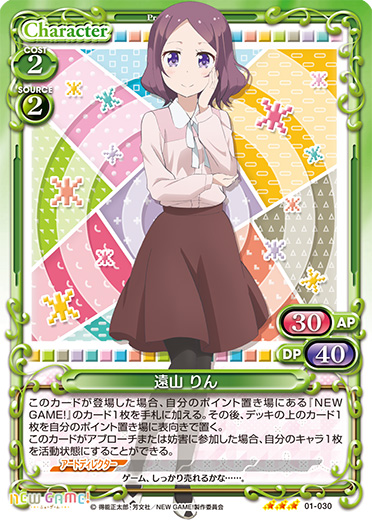 Pr
Character
COST
2
SOURCE
2
30 AP
DP 40
遠山 りん
このカードが登場した場合、自分のポイント置き場にある『NEW
GAME!』のカード1枚を手札に加える。その後、デッキの上のカード1
枚を自分のポイント置き場に表向きで置く。
このカードがアプローチまたは妨害に参加した場合、自分のキャラ1枚
を活動状態にすることができる。
アートディレクター
ゲーム、しっかり売れるかな……。
NEW GAME!
© 得能正太郎・芳文社/NEW GAME!製作委員会
01-030